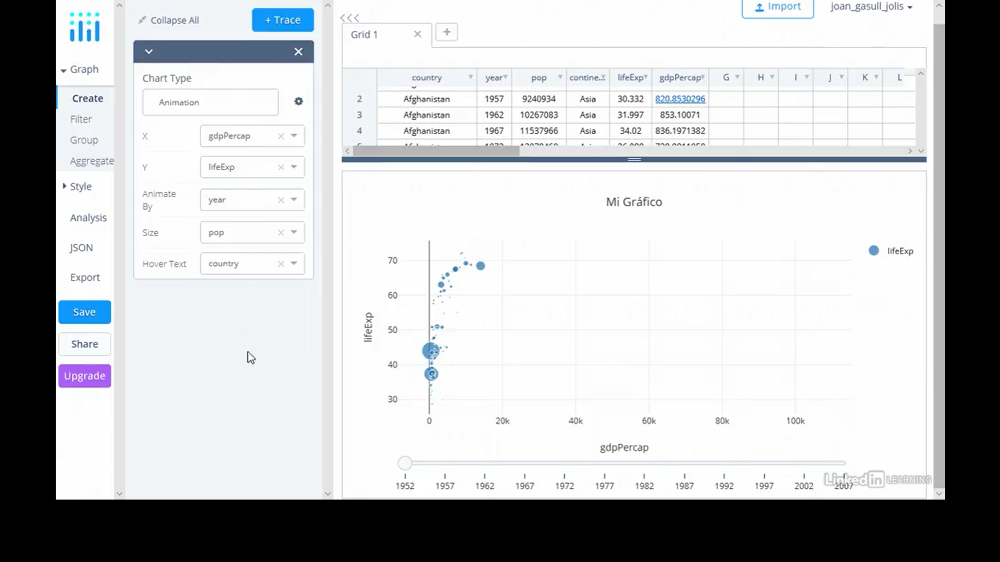 Collapse All
+ Trace
Import
joan_gasull_jolis
Graph
Create
Filter
Group
Aggregate
Style
Analysis
JSON
Export
Save
Share
Upgrade
Chart Type
Animation
X gdpPercap
Y lifeExp
Animate By year
Size pop
Hover Text country
Grid 1
country year pop contine... lifeExp gdpPercap G H I J K L
2 Afghanistan 1957 9240934 Asia 30.332 820.8530296
3 Afghanistan 1962 10267083 Asia 31.997 853.10071
4 Afghanistan 1967 11537966 Asia 34.02 836.1971382
Mi Gráfico
lifeExp
70
60
50
40
30
lifeExp
0 20k 40k 60k 80k 100k
gdpPercap
1952 1957 1962 1967 1972 1977 1982 1987 1992 1997 2002 2007
LinkedIn LEARNING